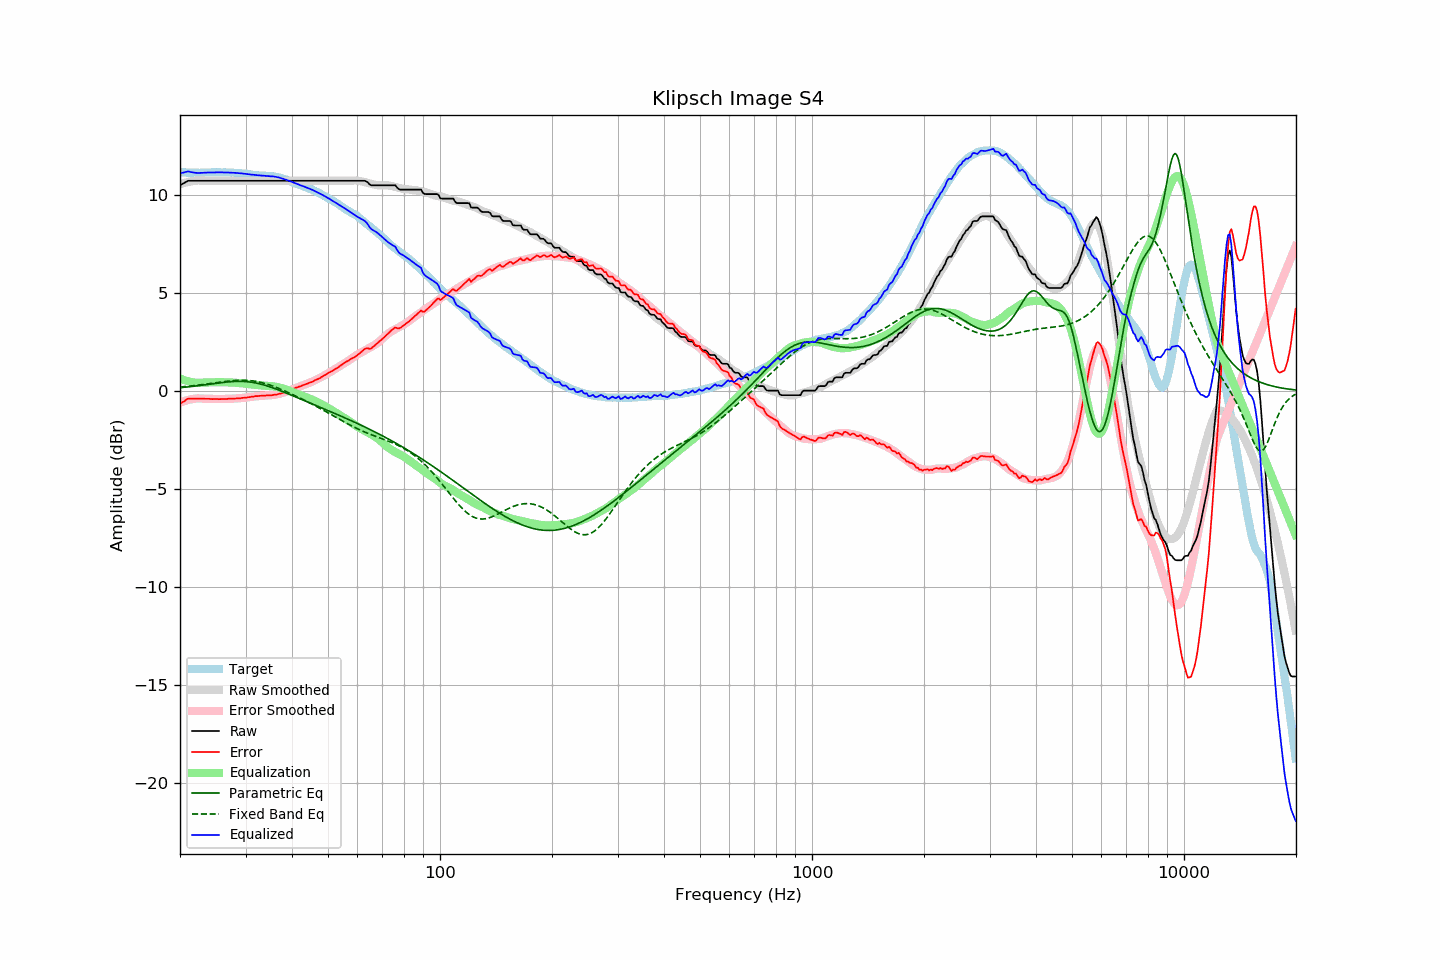 Klipsch Image S4
Amplitude (dBr)
10
5
0
−5
−10
−15
−20
100
1000
10000
Frequency (Hz)
Target
Raw Smoothed
Error Smoothed
Raw
Error
Equalization
Parametric Eq
Fixed Band Eq
Equalized